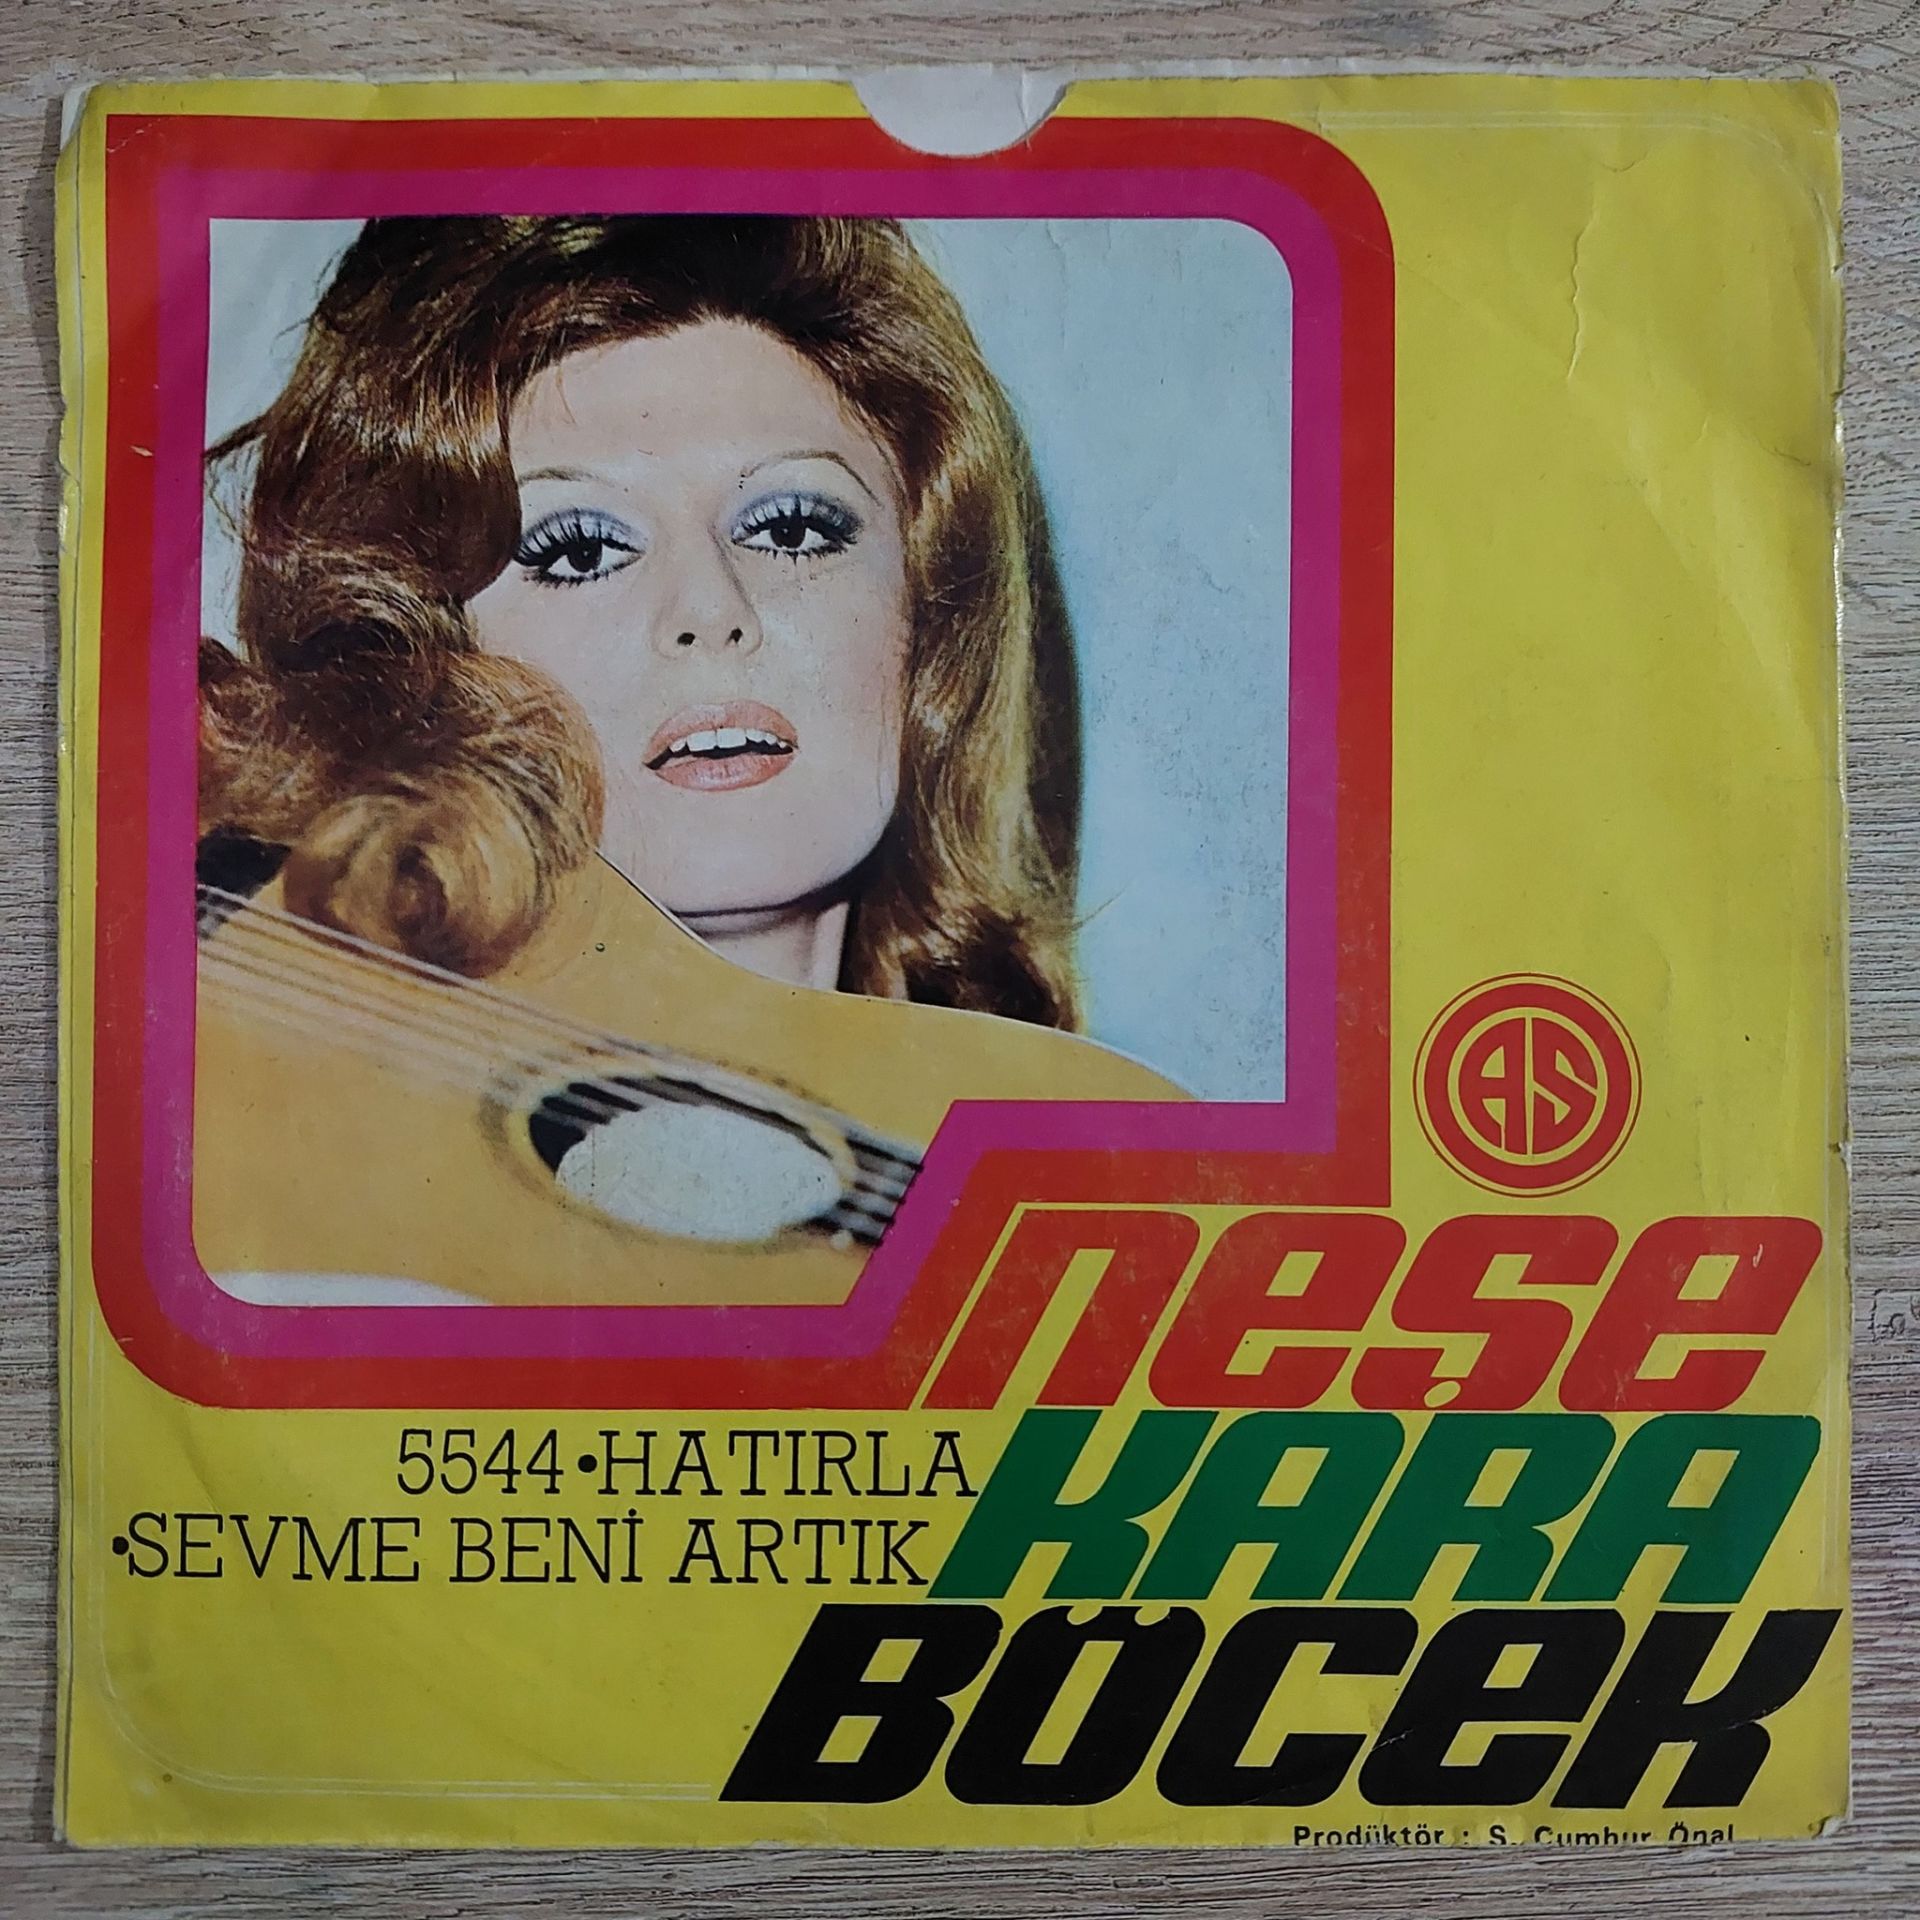 AS
neşe
KARA
BÖCeK
5544•HATIRLA
•SEVME BENİ ARTIK
Prodüktör : S. Cumhur Önal